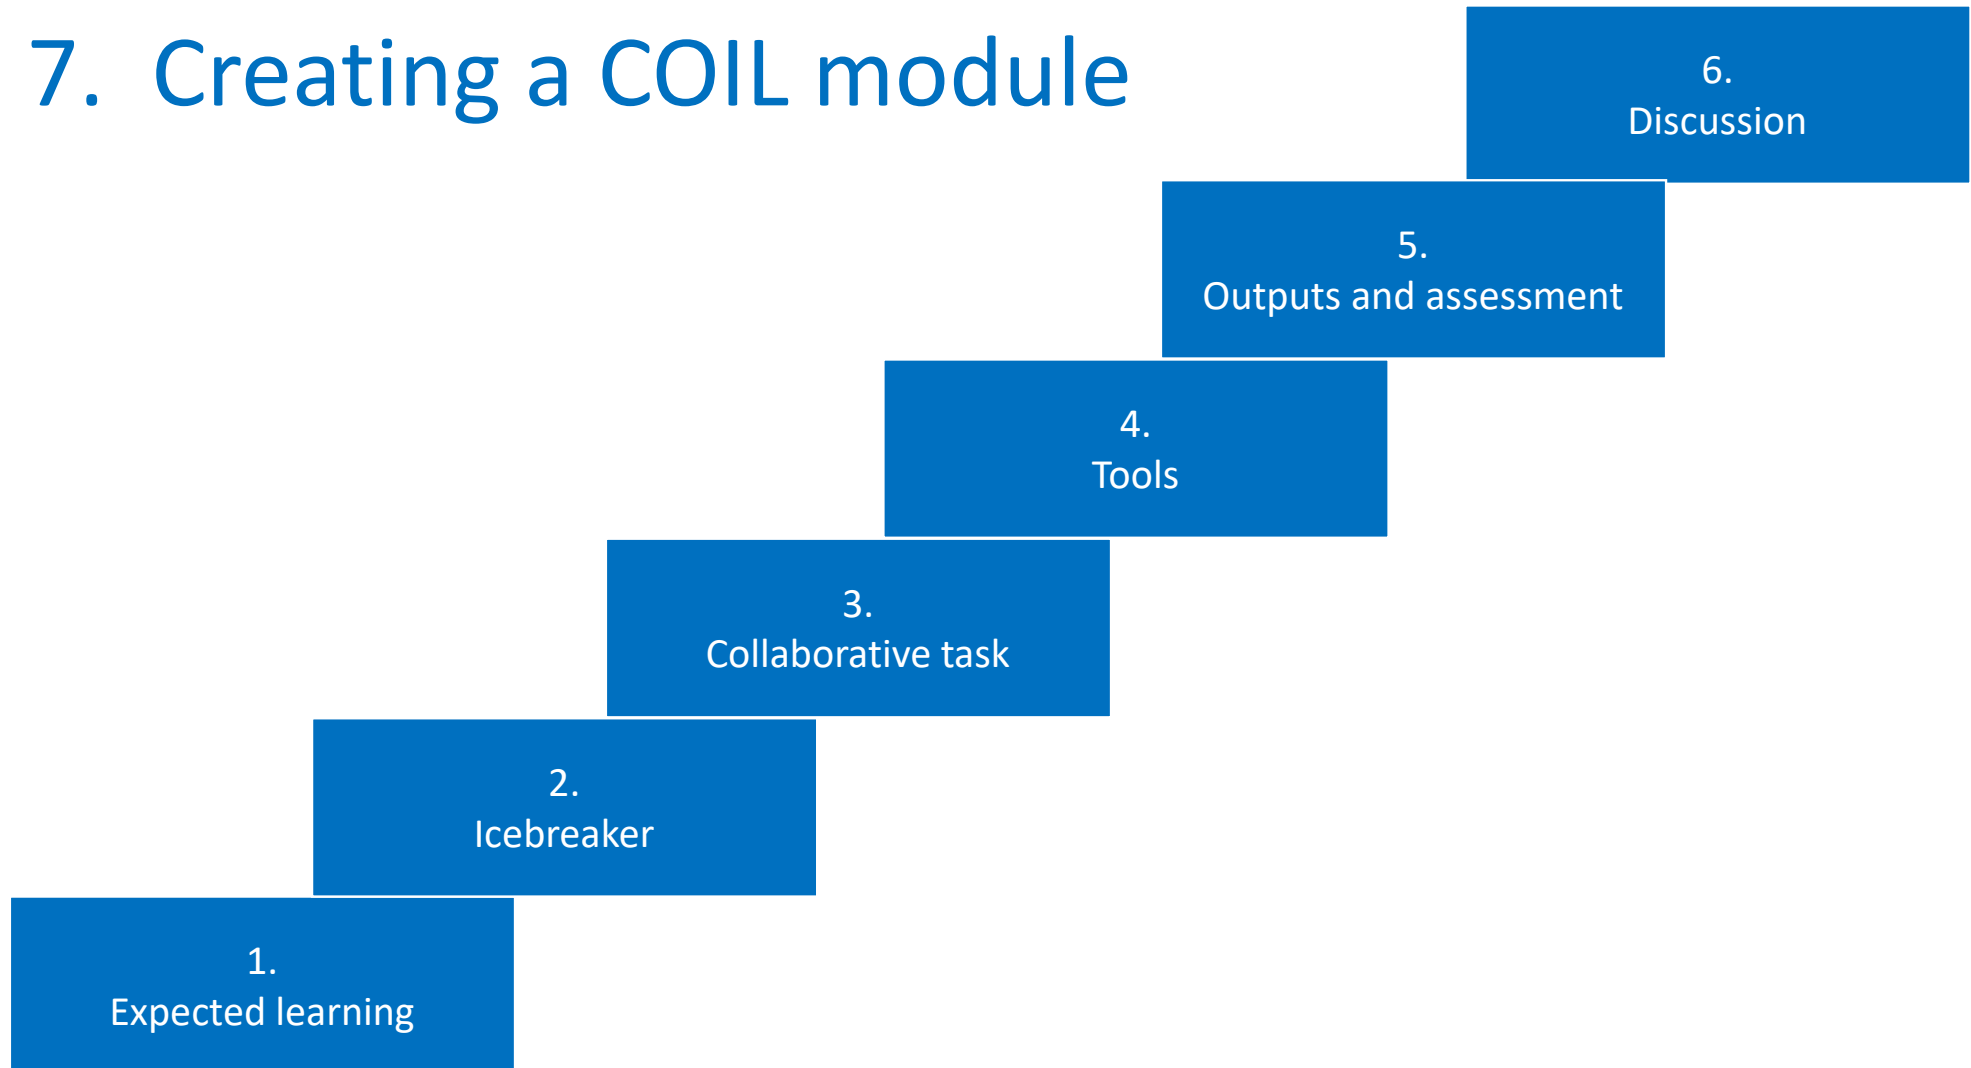 7. Creating a COIL module
6.
Discussion
5.
Outputs and assessment
4.
Tools
3.
Collaborative task
2.
Icebreaker
1.
Expected learning